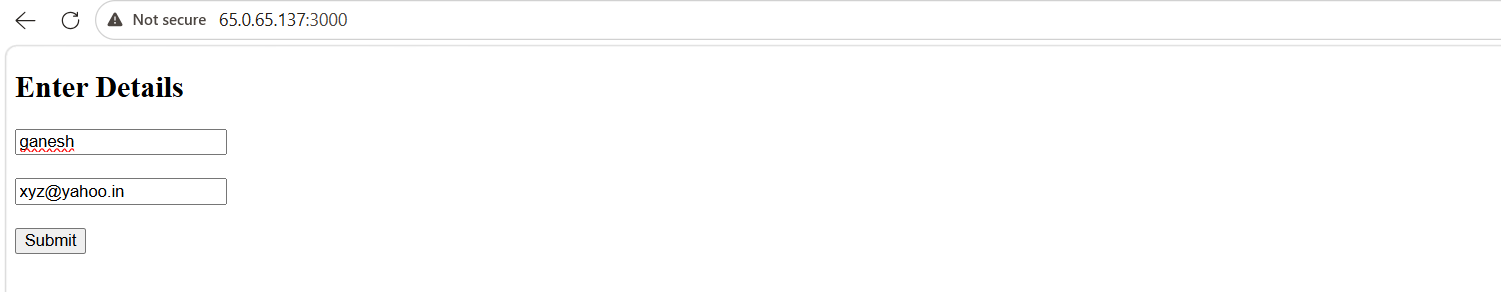 Not secure 65.0.65.137:3000
Enter Details
ganesh
xyz@yahoo.in
Submit